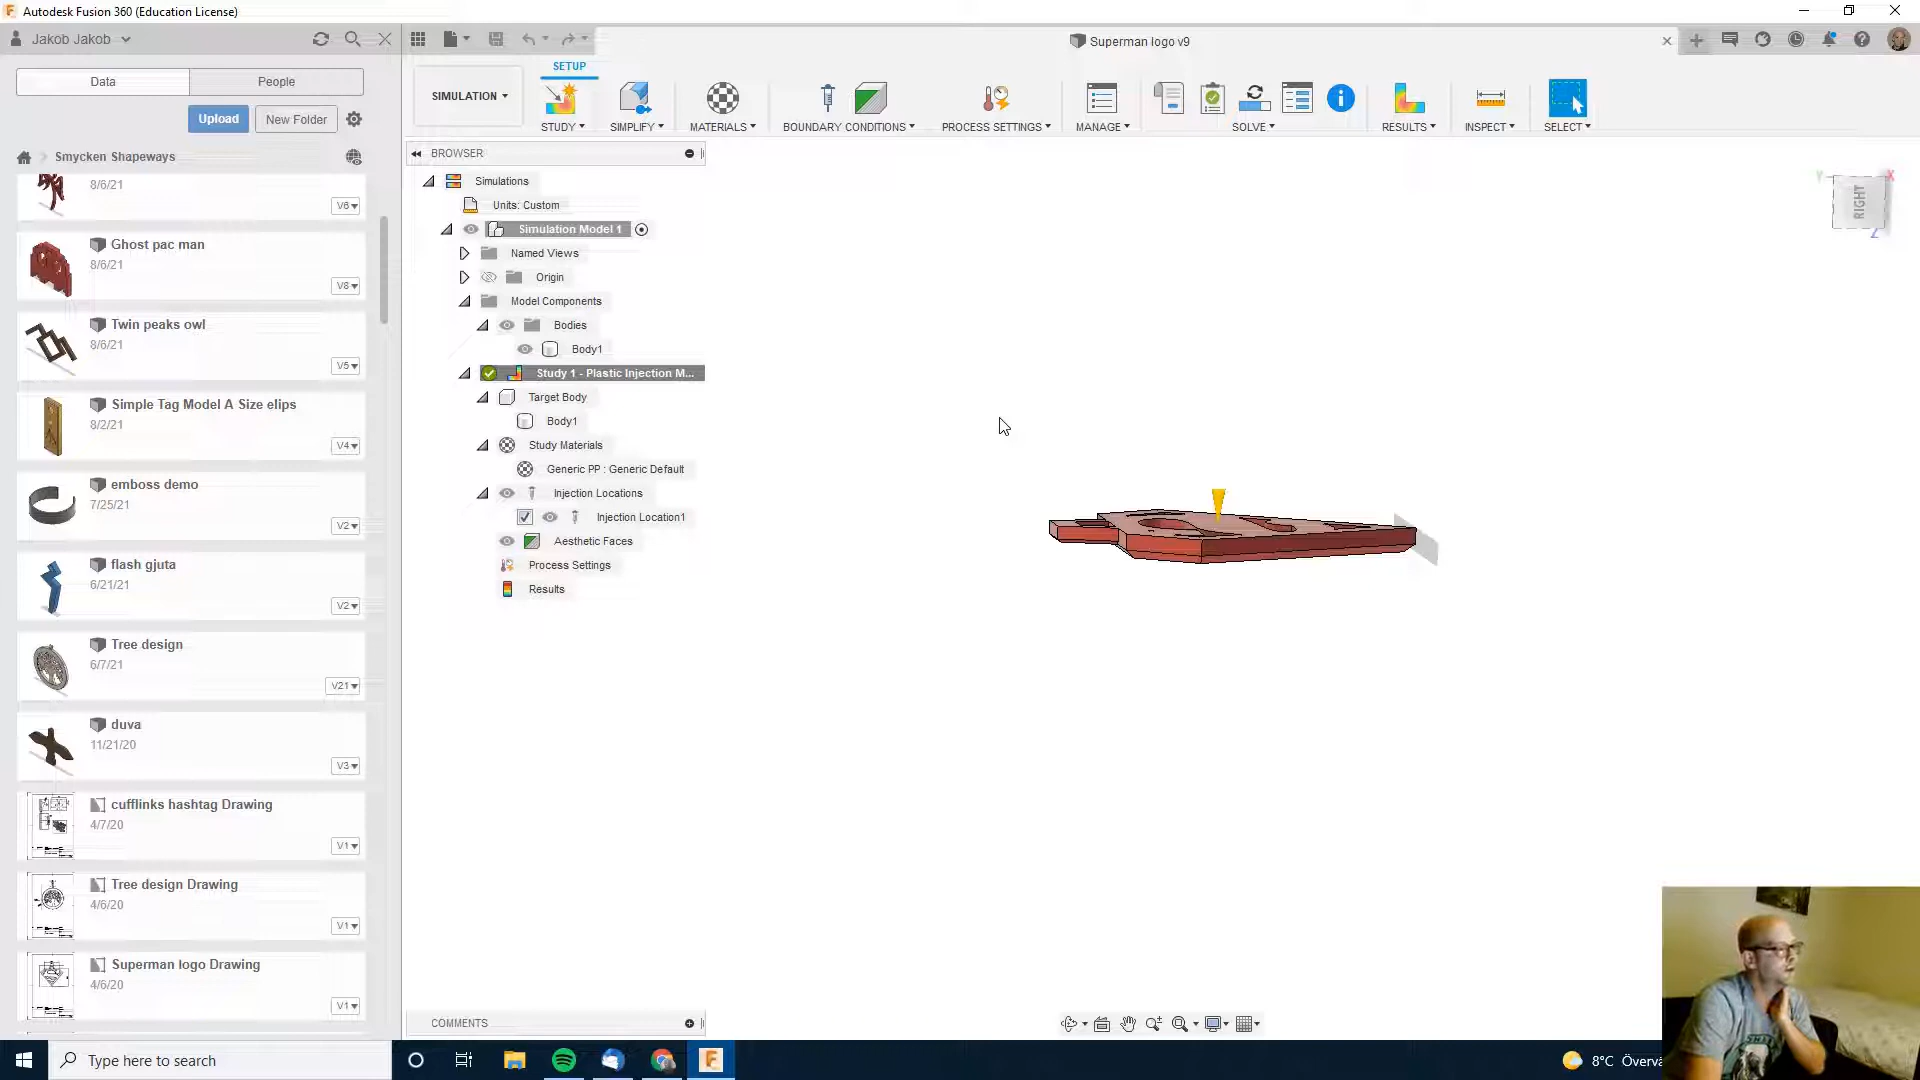 Autodesk Fusion 360 (Education License)
Jakob Jakob
Superman logo v9
Data
People
Upload
New Folder
Smycken Shapeways
8/6/21
V6
Ghost pac man
8/6/21
V8
Twin peaks owl
8/6/21
V5
Simple Tag Model A Size elips
8/2/21
V4
emboss demo
7/25/21
V2
flash gjuta
6/21/21
V2
Tree design
6/7/21
V21
duva
11/21/20
V3
cufflinks hashtag Drawing
4/7/20
V1
Tree design Drawing
4/6/20
V1
Superman logo Drawing
4/6/20
V1
SETUP
SIMULATION
STUDY
SIMPLIFY
MATERIALS
BOUNDARY CONDITIONS
PROCESS SETTINGS
MANAGE
SOLVE
RESULTS
INSPECT
SELECT
BROWSER
Simulations
Units: Custom
Simulation Model 1
Named Views
Origin
Model Components
Bodies
Body1
Study 1 - Plastic Injection M...
Target Body
Body1
Study Materials
Generic PP : Generic Default
Injection Locations
Injection Location1
Aesthetic Faces
Process Settings
Results
Y
X
RIGHT
Z
COMMENTS
Type here to search
8°C